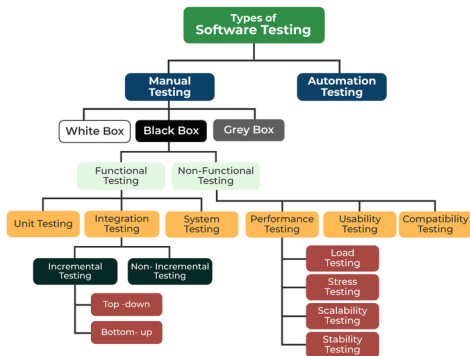 Types of
Software Testing
Manual
Testing
Automation
Testing
White Box
Black Box
Grey Box
Functional
Testing
Non-Functional
Testing
Unit Testing
Integration
Testing
System
Testing
Performance
Testing
Usability
Testing
Compatibility
Testing
Incremental
Testing
Non- Incremental
Testing
Top -down
Bottom- up
Load
Testing
Stress
Testing
Scalability
Testing
Stability
Testing